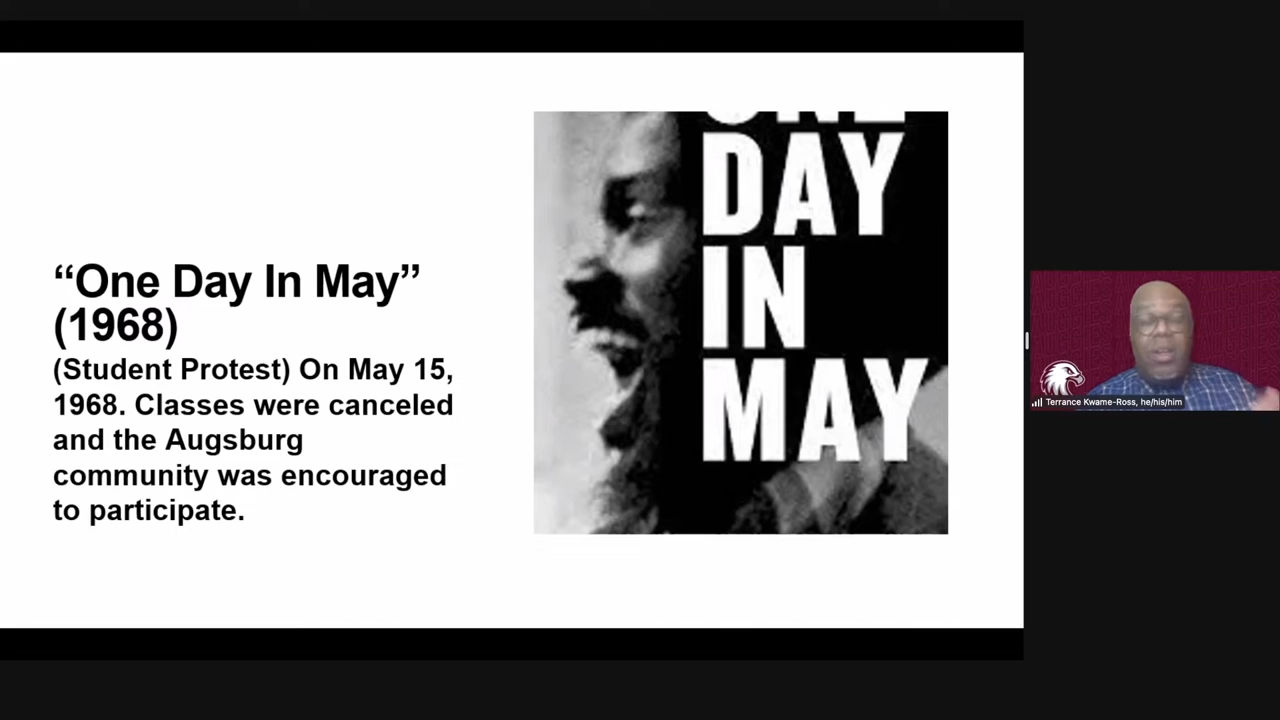 “One Day In May”
(1968)
(Student Protest) On May 15,
1968. Classes were canceled
and the Augsburg
community was encouraged
to participate.
ONE
DAY
IN
MAY
Terrance Kwame-Ross, he/his/him